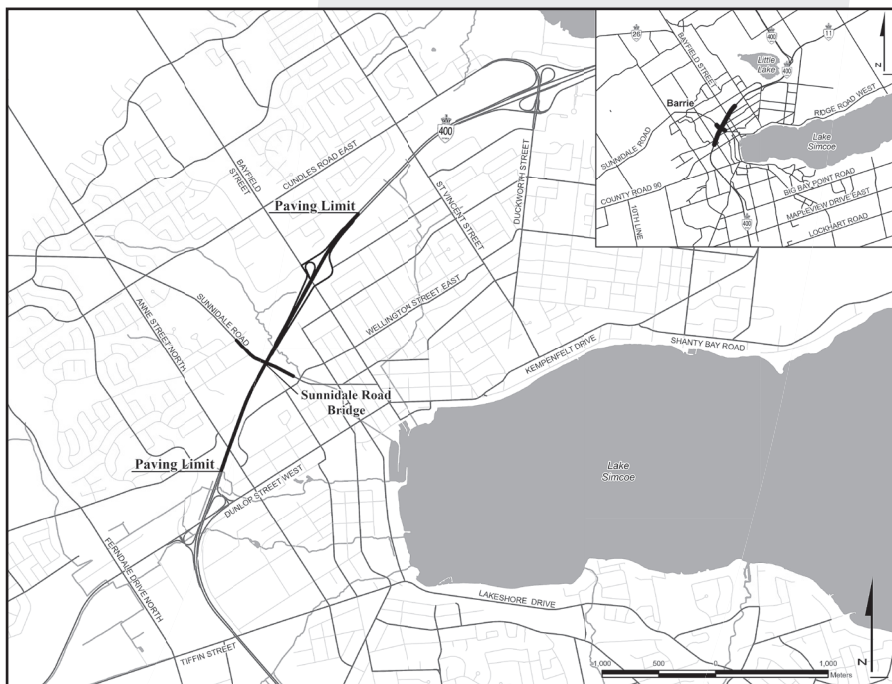 400
BAYFIELD
STREET
CUNDLES ROAD EAST
ST VINCENT STREET
DUCKWORTH STREET
Paving Limit
SUNNIDALE ROAD
ANNE STREET NORTH
WELLINGTON STREET EAST
KEMPENFELT DRIVE
SHANTY BAY ROAD
Sunnidale Road
Bridge
Paving Limit
DUNLOP STREET WEST
Lake
Simcoe
FERNDALE DRIVE NORTH
LAKESHORE DRIVE
TIFFIN STREET
1,000 500 0 1,000
Meters
N
26
BAYFIELD STREET
400
11
Little
Lake
400
N
Barrie
RIDGE ROAD WEST
SUNNIDALE ROAD
Lake
Simcoe
COUNTY ROAD 90
BIG BAY POINT ROAD
10TH LINE
MAPLEVIEW DRIVE EAST
400
LOCKHART ROAD